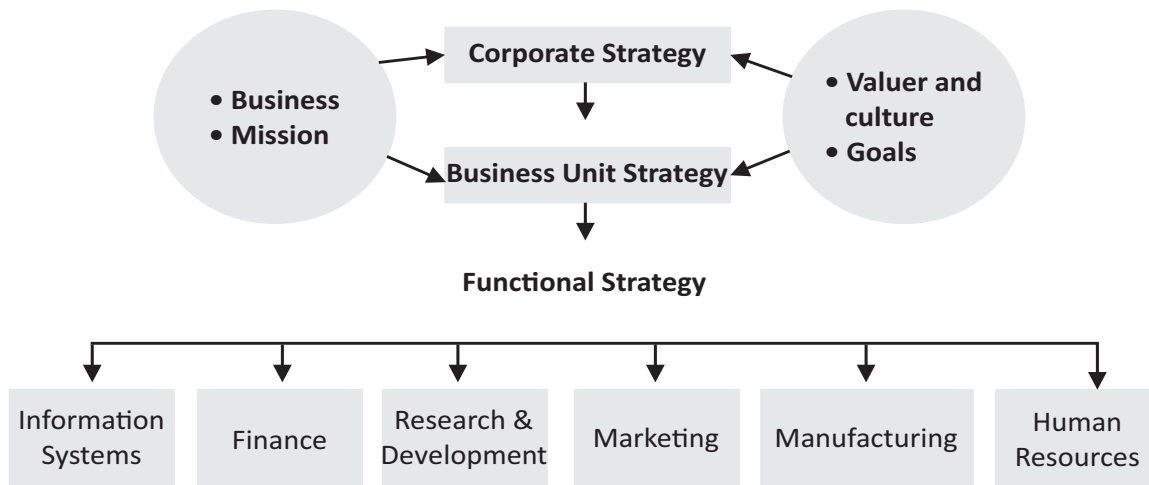 Corporate Strategy
• Business
• Mission
• Valuer and
culture
• Goals
Business Unit Strategy
Functional Strategy
Information
Systems
Finance
Research &
Development
Marketing
Manufacturing
Human
Resources